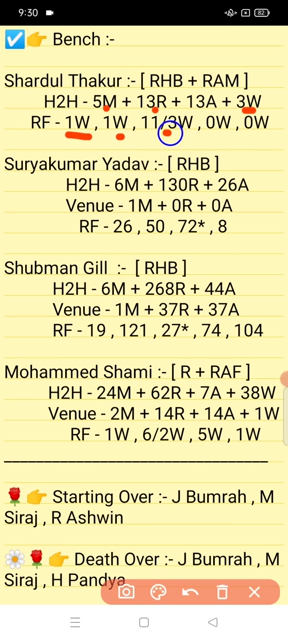 9:30
82
☑️👉 Bench :-
Shardul Thakur :- [ RHB + RAM ]
H2H - 5M + 13R + 13A + 3W
RF - 1W , 1W , 11/3W , 0W , 0W
Suryakumar Yadav :- [ RHB ]
H2H - 6M + 130R + 26A
Venue - 1M + 0R + 0A
RF - 26 , 50 , 72* , 8
Shubman Gill :- [ RHB ]
H2H - 6M + 268R + 44A
Venue - 1M + 37R + 37A
RF - 19 , 121 , 27* , 74 , 104
Mohammed Shami :- [ R + RAF ]
H2H - 24M + 62R + 7A + 38W
Venue - 2M + 14R + 14A + 1W
RF - 1W , 6/2W , 5W , 1W
🌹👉 Starting Over :- J Bumrah , M
Siraj , R Ashwin
🌼🌹👉 Death Over :- J Bumrah , M
Siraj , H Pandya